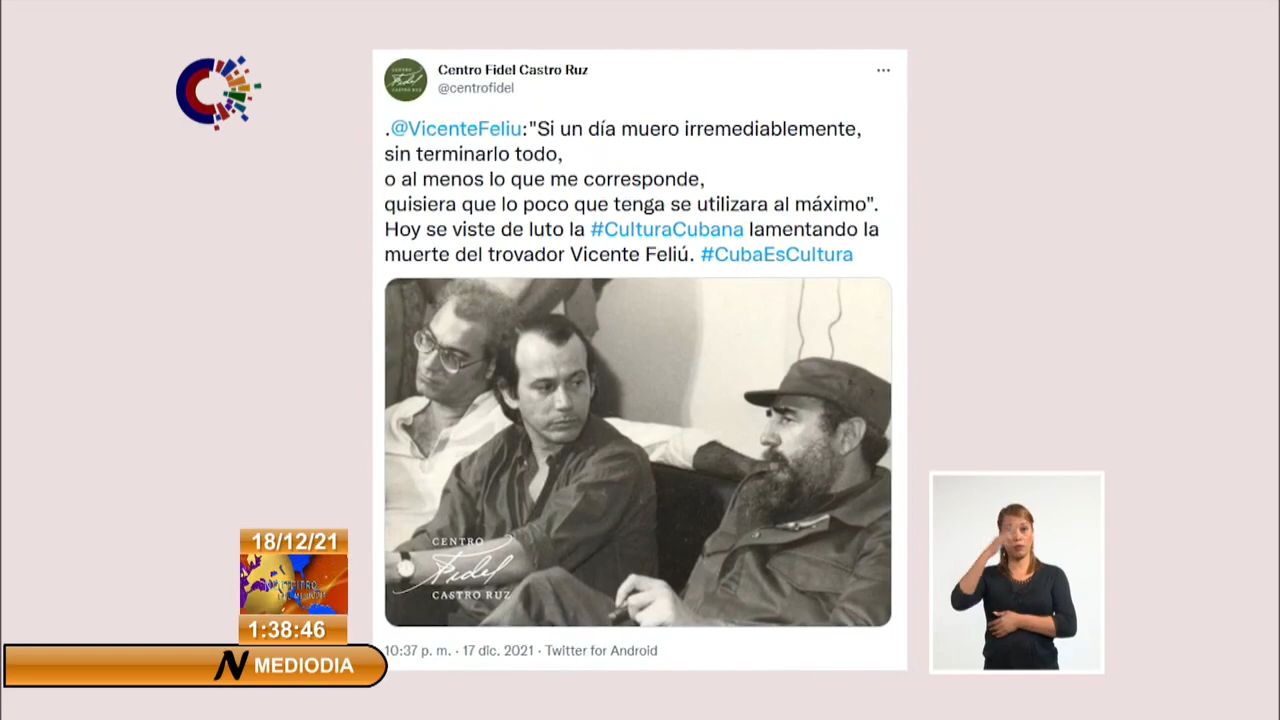 Centro Fidel Castro Ruz
@centrofidel
.@VicenteFeliu:"Si un día muero irremediablemente,
sin terminarlo todo,
o al menos lo que me corresponde,
quisiera que lo poco que tenga se utilizara al máximo".
Hoy se viste de luto la #CulturaCubana lamentando la
muerte del trovador Vicente Feliú. #CubaEsCultura
CENTRO
Fidel
CASTRO RUZ
10:37 p. m. · 17 dic. 2021 · Twitter for Android
18/12/21
1:38:46
N MEDIODIA